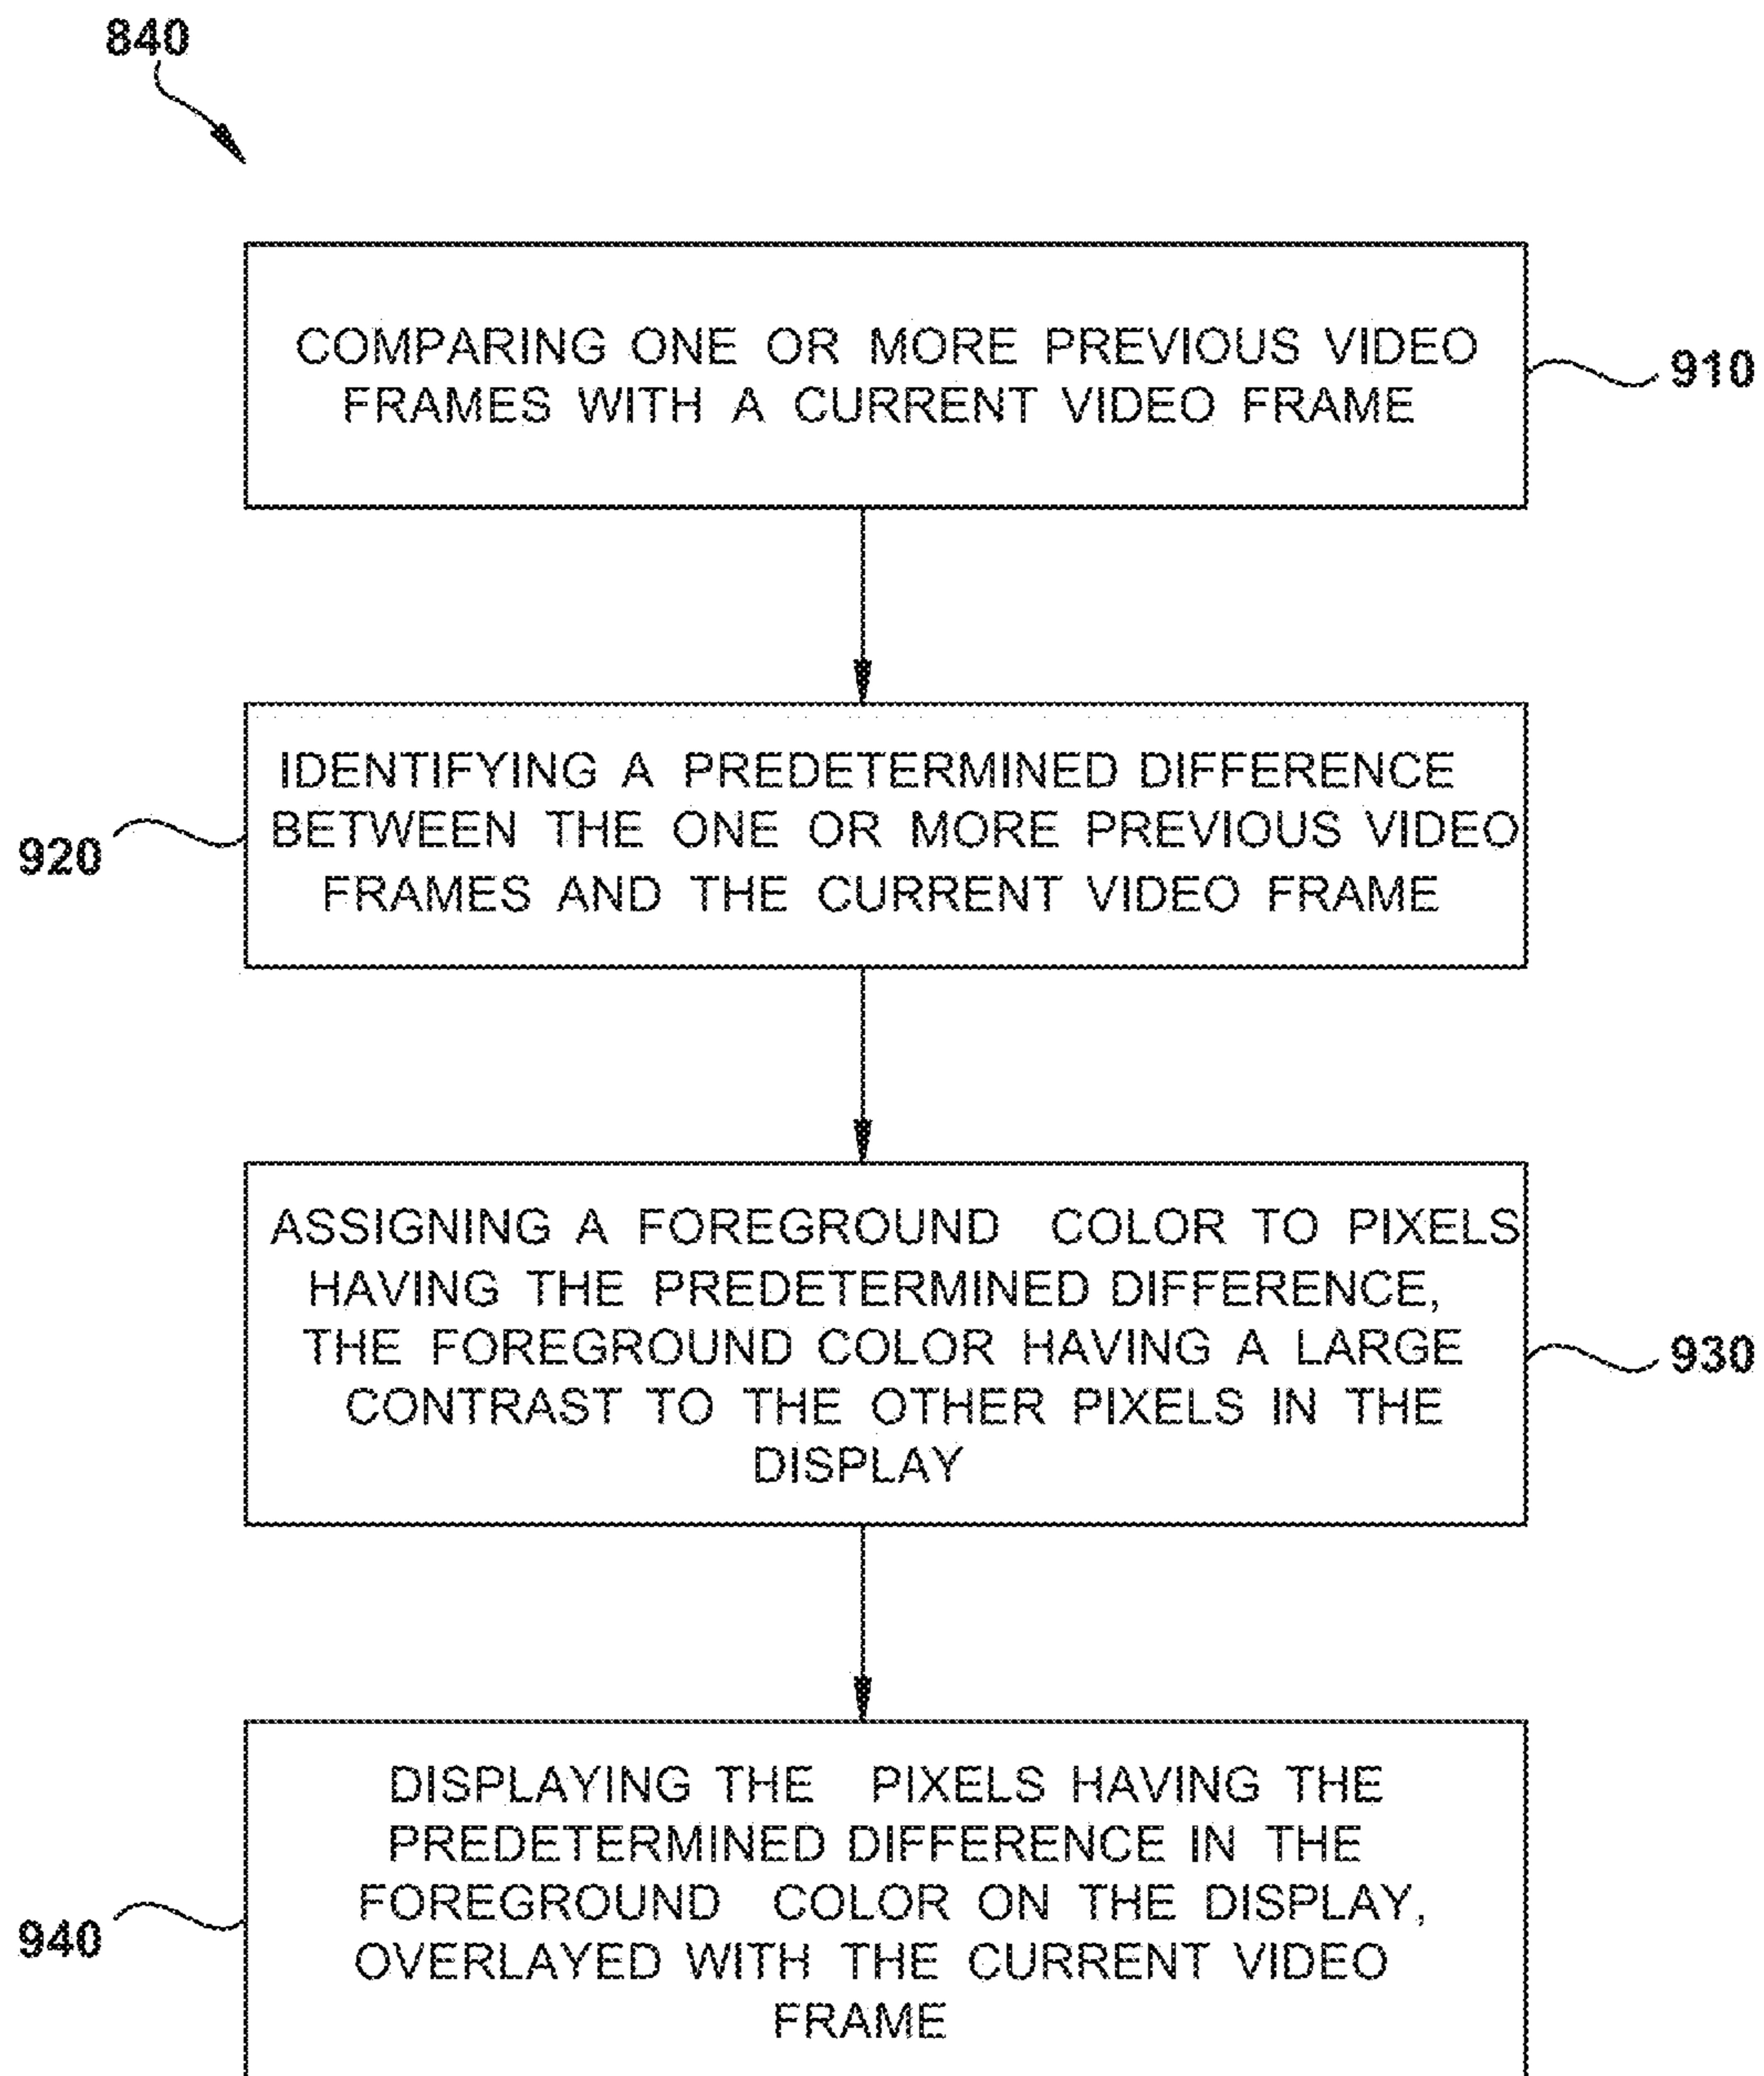 840
COMPARING ONE OR MORE PREVIOUS VIDEO
FRAMES WITH A CURRENT VIDEO FRAME
910
IDENTIFYING A PREDETERMINED DIFFERENCE
BETWEEN THE ONE OR MORE PREVIOUS VIDEO
FRAMES AND THE CURRENT VIDEO FRAME
920
ASSIGNING A FOREGROUND COLOR TO PIXELS
HAVING THE PREDETERMINED DIFFERENCE,
THE FOREGROUND COLOR HAVING A LARGE
CONTRAST TO THE OTHER PIXELS IN THE
DISPLAY
930
DISPLAYING THE PIXELS HAVING THE
PREDETERMINED DIFFERENCE IN THE
FOREGROUND COLOR ON THE DISPLAY,
OVERLAYED WITH THE CURRENT VIDEO
FRAME
940